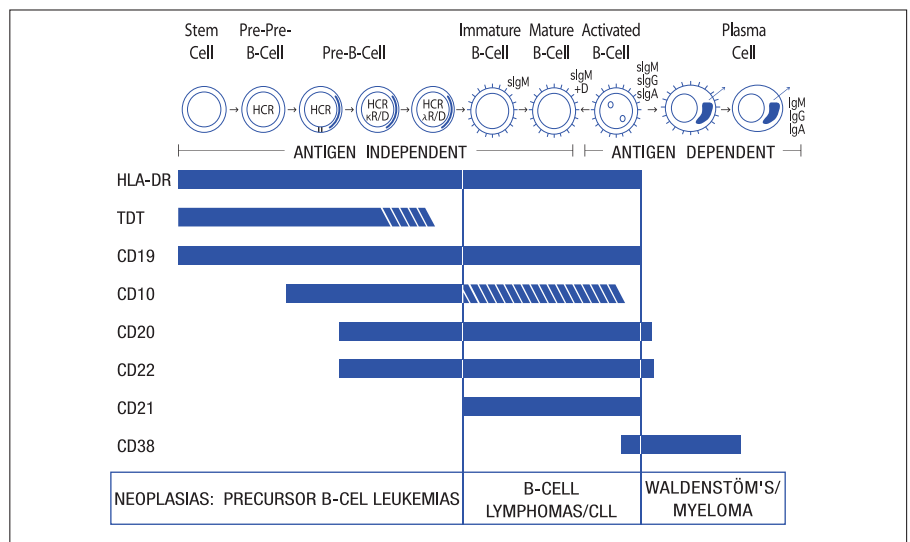 Stem Cell
Pre-Pre- B-Cell
Pre-B-Cell
Immature B-Cell
Mature B-Cell
Activated B-Cell
Plasma Cell
HCR
HCR
HCR κR/D
HCR λR/D
sIgM
sIgM +D
sIgM
sIgG
sIgA
IgM
IgG
IgA
ANTIGEN INDEPENDENT
ANTIGEN DEPENDENT
HLA-DR
TDT
CD19
CD10
CD20
CD22
CD21
CD38
NEOPLASIAS: PRECURSOR B-CEL LEUKEMIAS
B-CELL
LYMPHOMAS/CLL
WALDENSTÖM'S/
MYELOMA